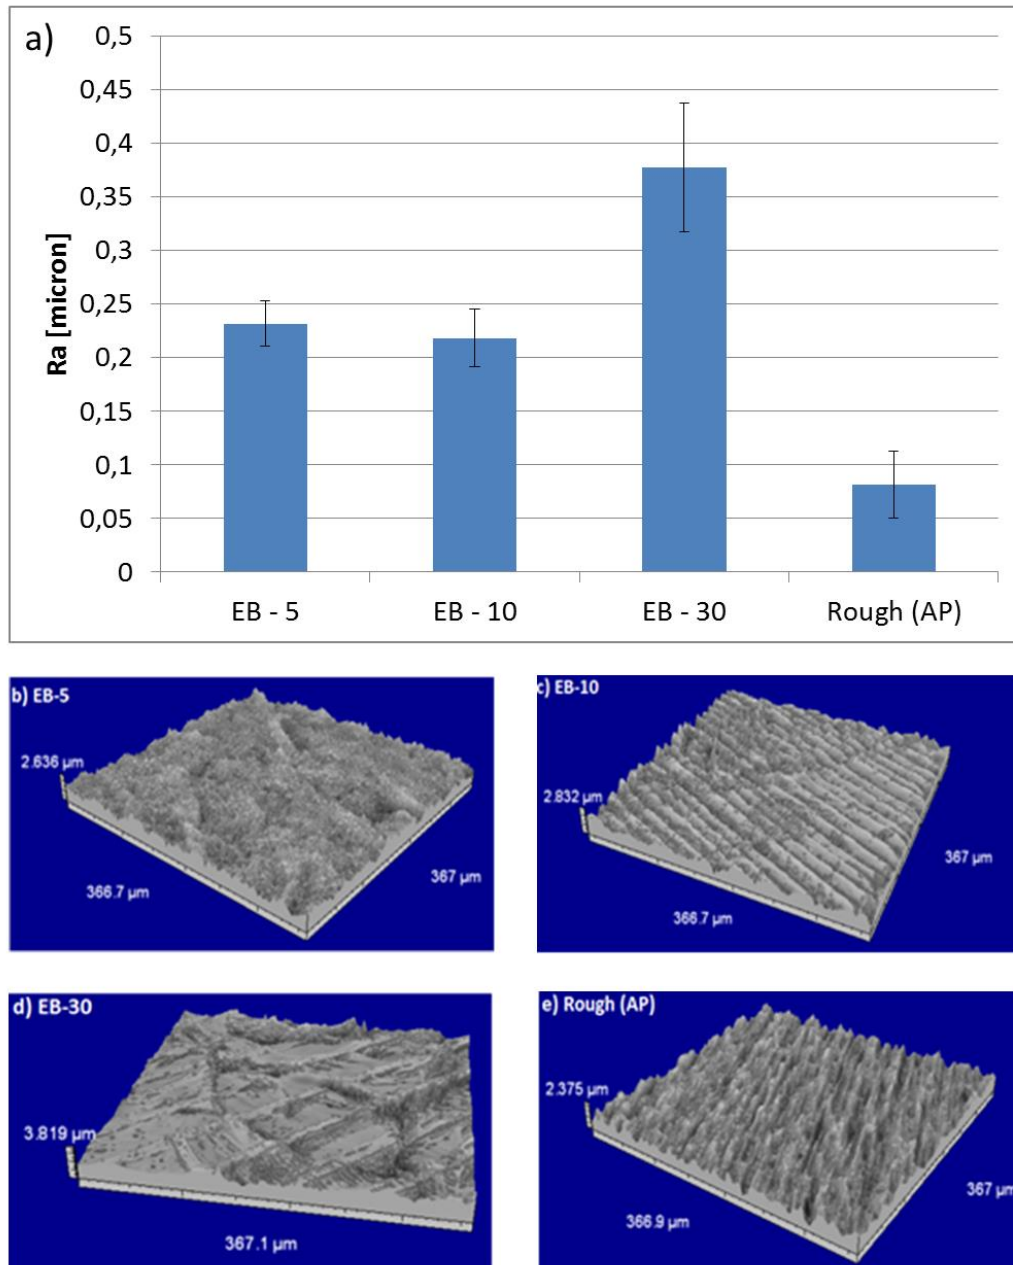 a)
0,5
0,45
0,4
0,35
0,3
0,25
0,2
0,15
0,1
0,05
0
Ra [micron]
EB - 5
EB - 10
EB - 30
Rough (AP)
b) EB-5
2.636 µm
366.7 µm
367 µm
c) EB-10
2.832 µm
366.7 µm
367 µm
d) EB-30
3.819 µm
367.1 µm
e) Rough (AP)
2.375 µm
366.9 µm
367 µm